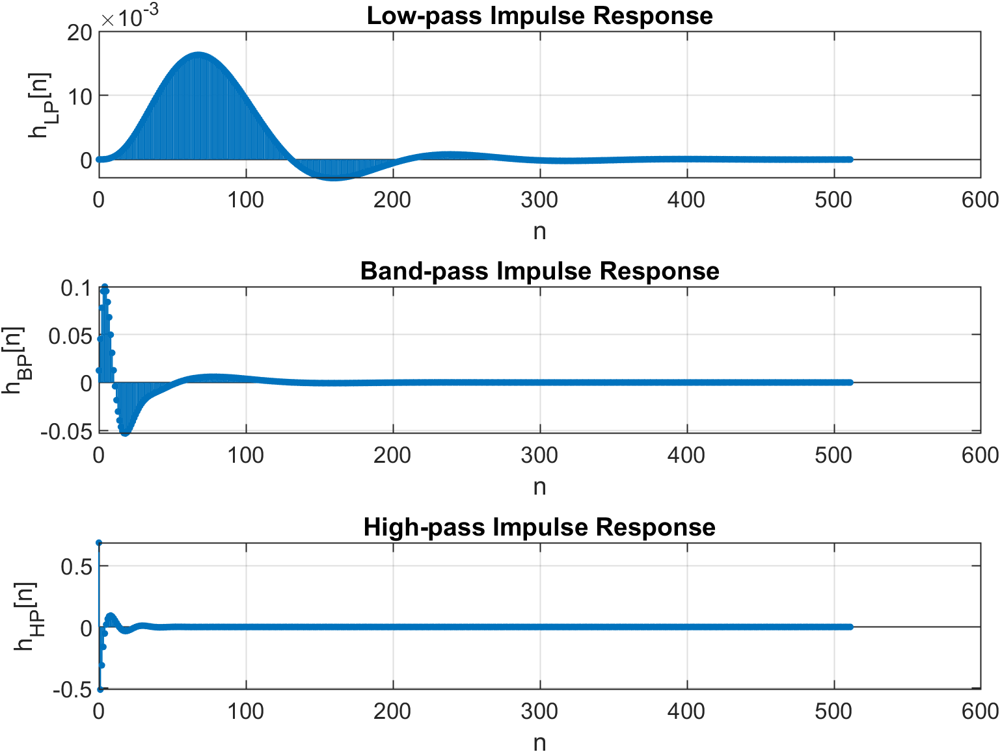 ×10^-3
Low-pass Impulse Response
20
10
0
h_LP[n]
0 100 200 300 400 500 600
n
Band-pass Impulse Response
0.1
0.05
0
-0.05
h_BP[n]
0 100 200 300 400 500 600
n
High-pass Impulse Response
0.5
0
-0.5
h_HP[n]
0 100 200 300 400 500 600
n